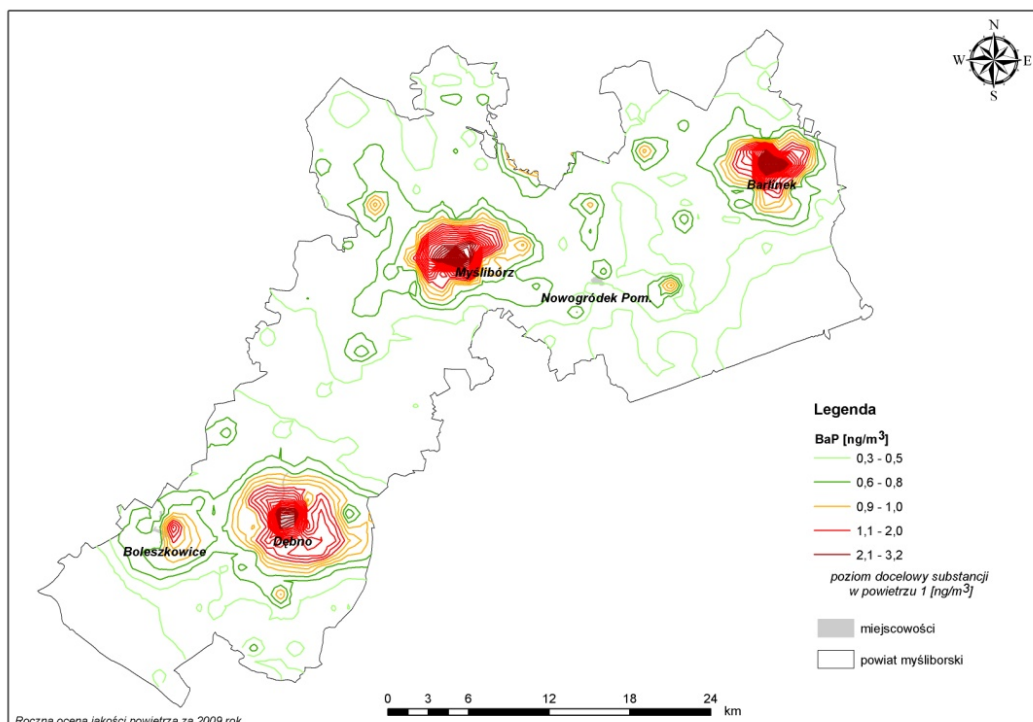 N
W E
S
Barlinek
Myślibórz
Nowogródek Pom.
Legenda
BaP [ng/m³]
0,3 - 0,5
0,6 - 0,8
0,9 - 1,0
1,1 - 2,0
2,1 - 3,2
poziom docelowy substancji
w powietrzu 1 [ng/m³]
miejscowości
powiat myśliborski
Boleszkowice
Dębno
0 3 6 12 18 24
km
Roczna ocena jakości powietrza za 2009 rok